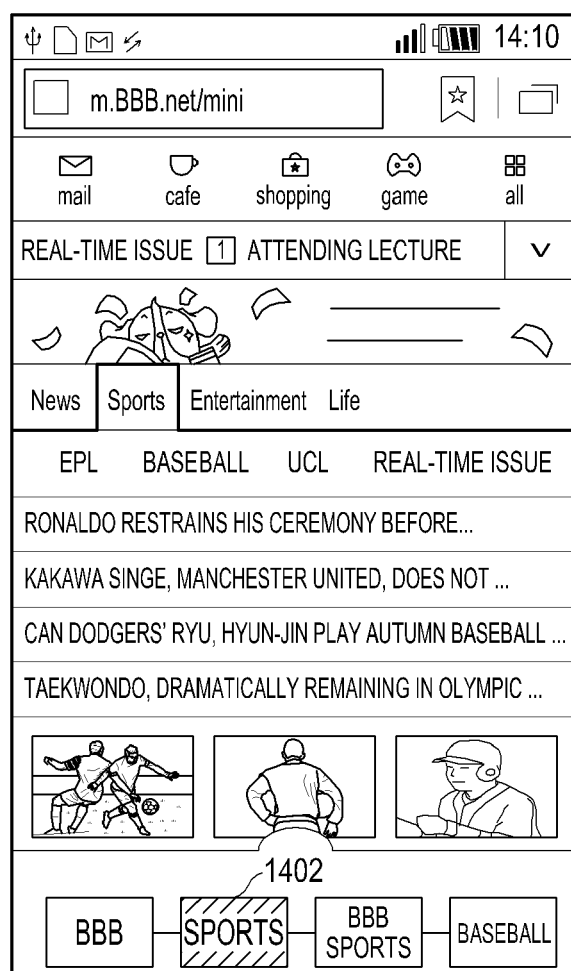 14:10
m.BBB.net/mini
mail cafe shopping game all
REAL-TIME ISSUE 1 ATTENDING LECTURE
News Sports Entertainment Life
EPL BASEBALL UCL REAL-TIME ISSUE
RONALDO RESTRAINS HIS CEREMONY BEFORE...
KAKAWA SINGE, MANCHESTER UNITED, DOES NOT ...
CAN DODGERS' RYU, HYUN-JIN PLAY AUTUMN BASEBALL ...
TAEKWONDO, DRAMATICALLY REMAINING IN OLYMPIC ...
1402
BBB SPORTS BBB SPORTS BASEBALL